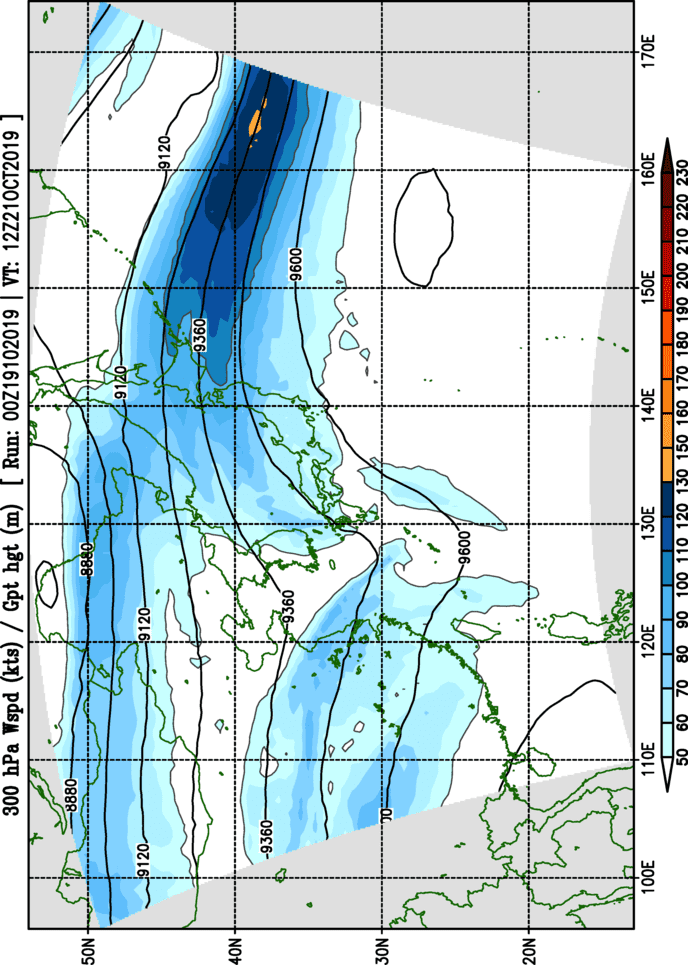 300 hPa Wspd (kts) / Gpt hgt (m) [ Run: 00Z19102019 | VT: 12Z21OCT2019 ]
8880
50N
8880
9120
9120
9120
9120
9360
40N
9360
9360
9600
30N
00
9600
20N
100E 110E 120E 130E 140E 150E 160E 170E
50 60 70 80 90 100 110 120 130 140 150 160 170 180 190 200 210 220 230